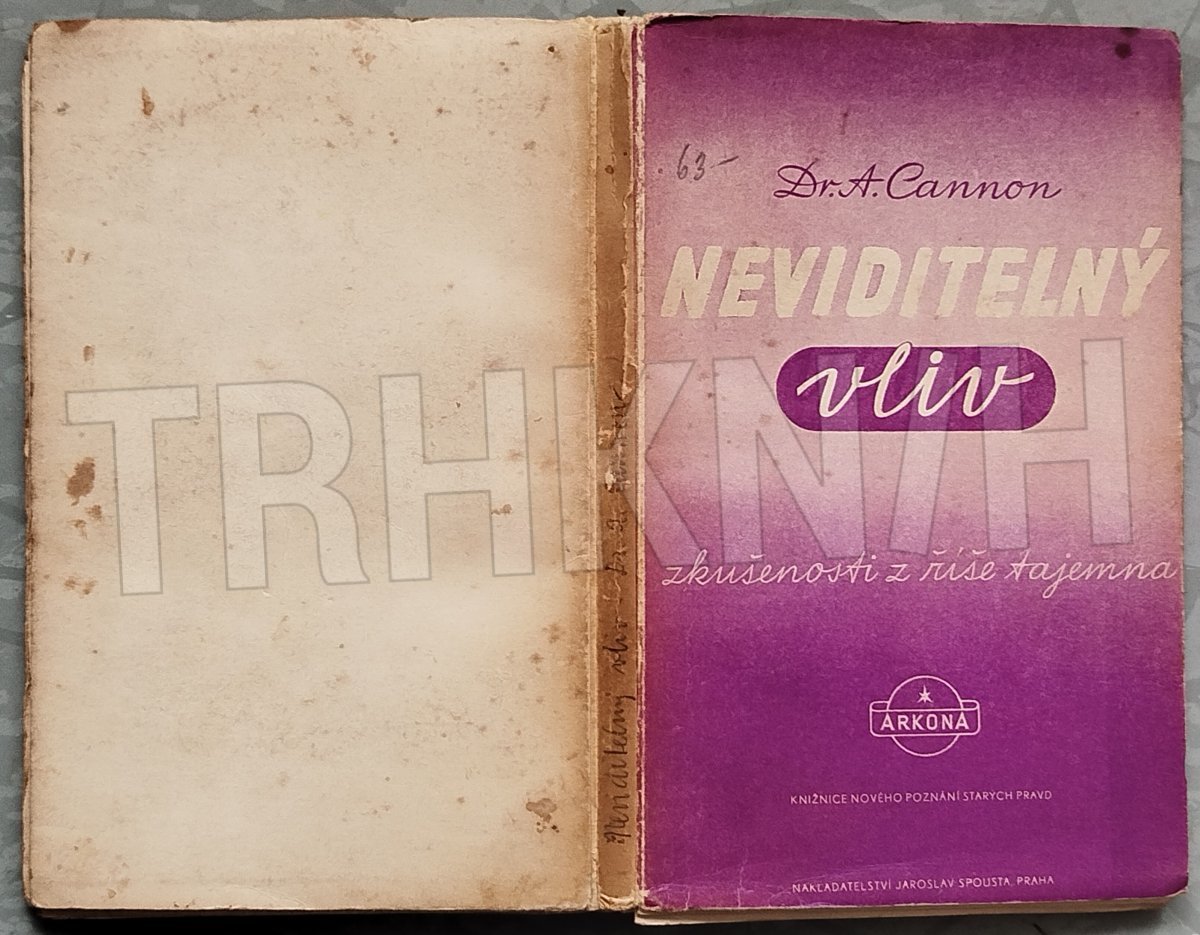 63-
Dr. A. Cannon
NEVIDITELNÝ
vliv
zkušenosti z říše tajemna
ARKONA
KNIŽNICE NOVÉHO POZNÁNÍ STARÝCH PRAVD
NAKLADATELSTVÍ JAROSLAV SPOUSTA, PRAHA
Neviditelný vliv Dr. A.
TRHKNIH